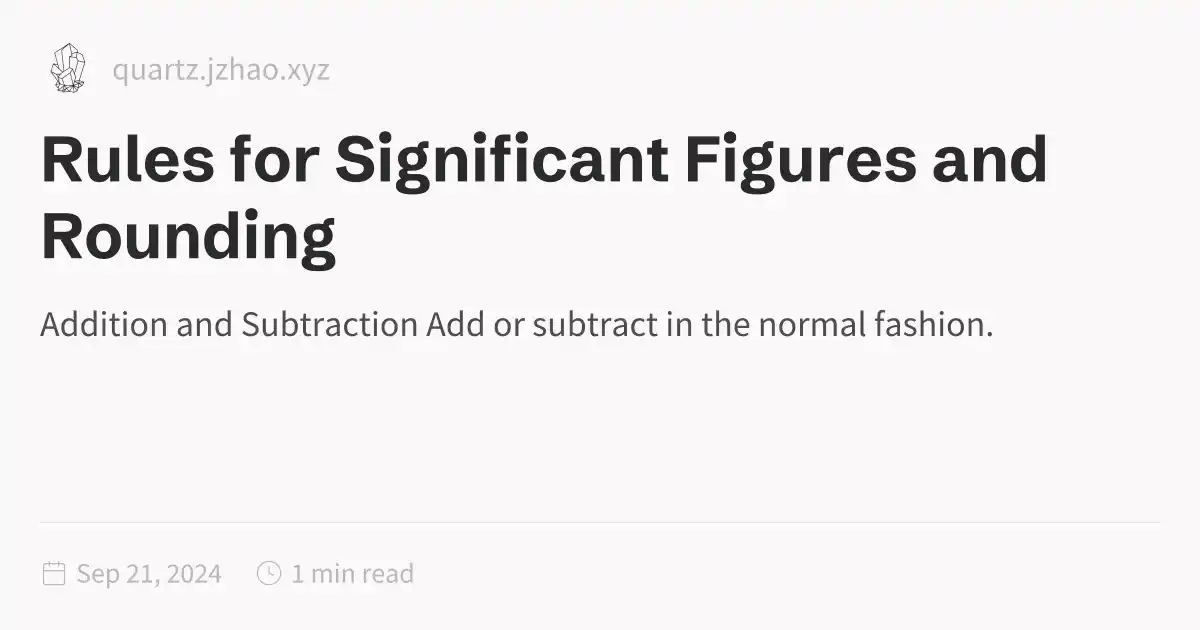 quartz.jzhao.xyz
Rules for Significant Figures and
Rounding
Addition and Subtraction Add or subtract in the normal fashion.
Sep 21, 2024 1 min read